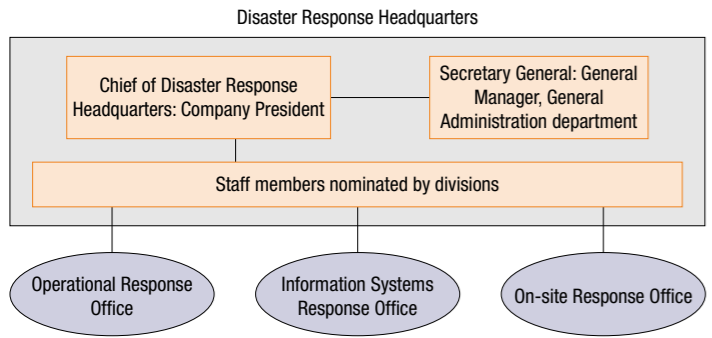 Disaster Response Headquarters
Chief of Disaster Response
Headquarters: Company President
Secretary General: General
Manager, General
Administration department
Staff members nominated by divisions
Operational Response
Office
Information Systems
Response Office
On-site Response Office